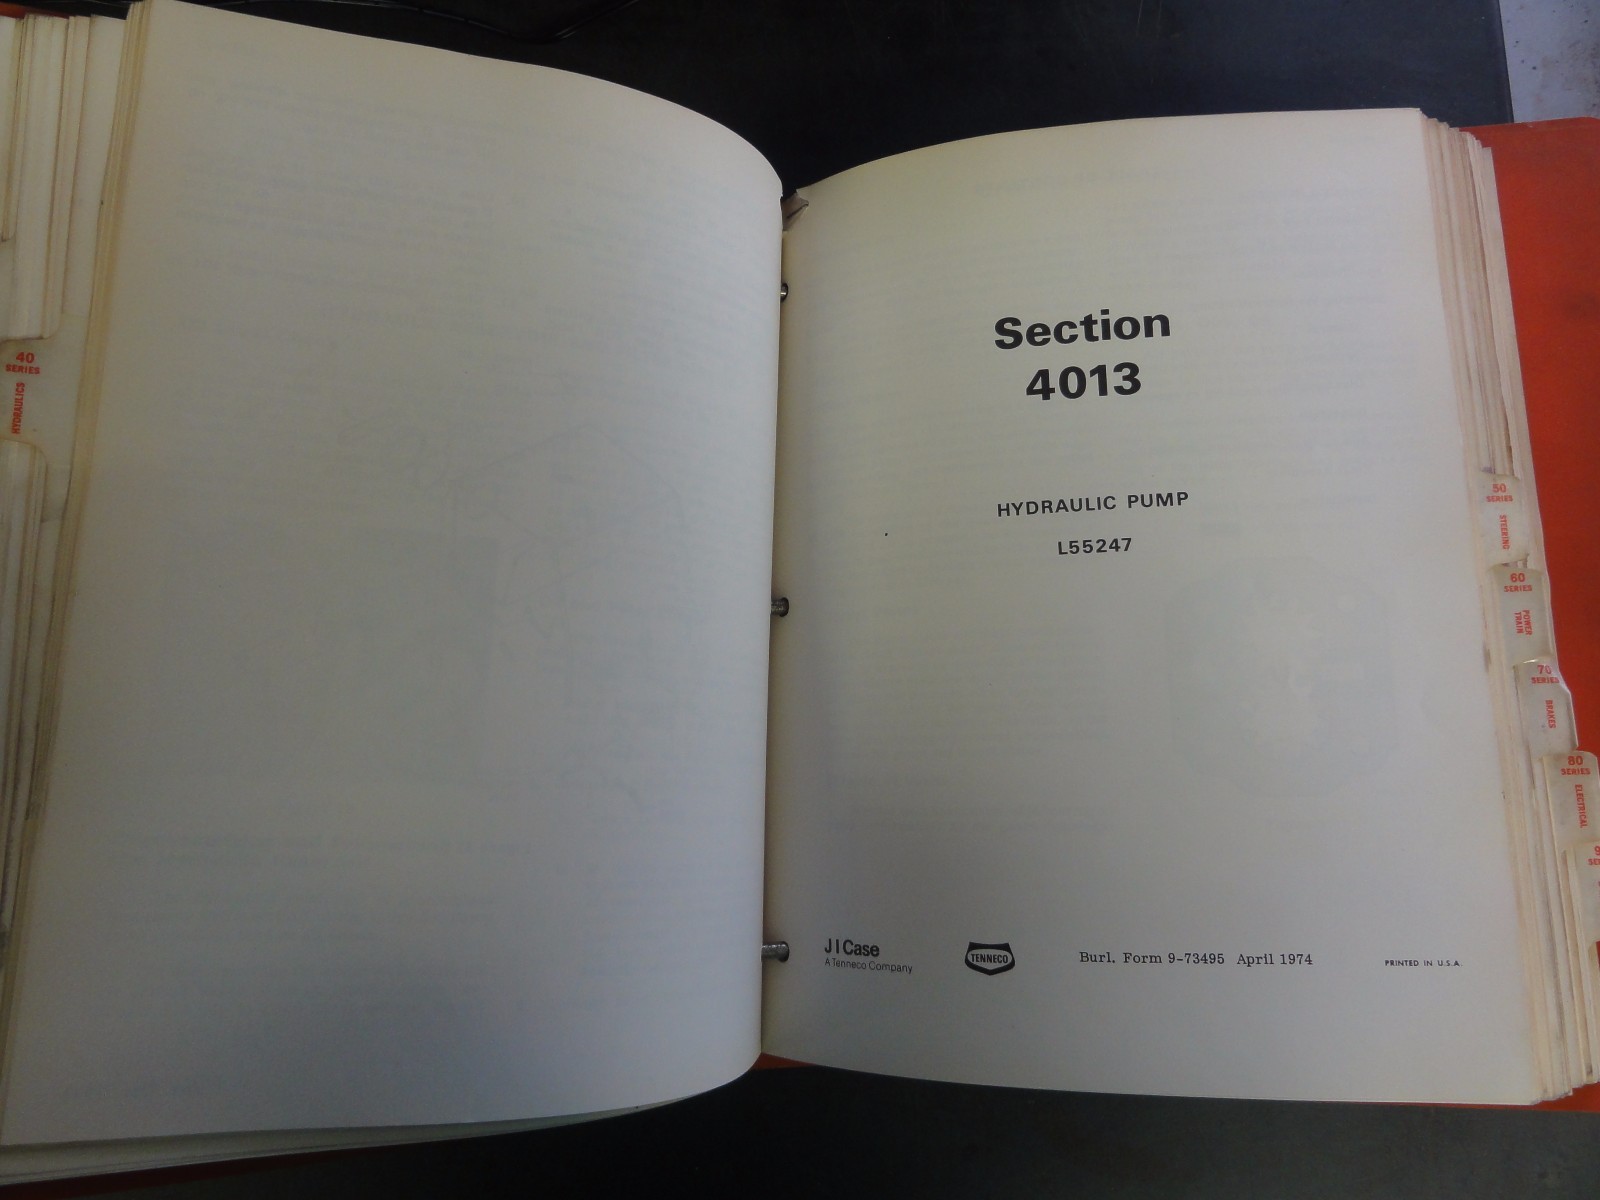 40
SERIES
HYDRAULICS
Section
4013
HYDRAULIC PUMP
L55247
J I Case
A Tenneco Company
TENNECO
Burl. Form 9-73495 April 1974
PRINTED IN U.S.A.
50
SERIES
STEERING
60
SERIES
POWER
TRAIN
70
SERIES
BRAKES
80
SERIES
ELECTRICAL